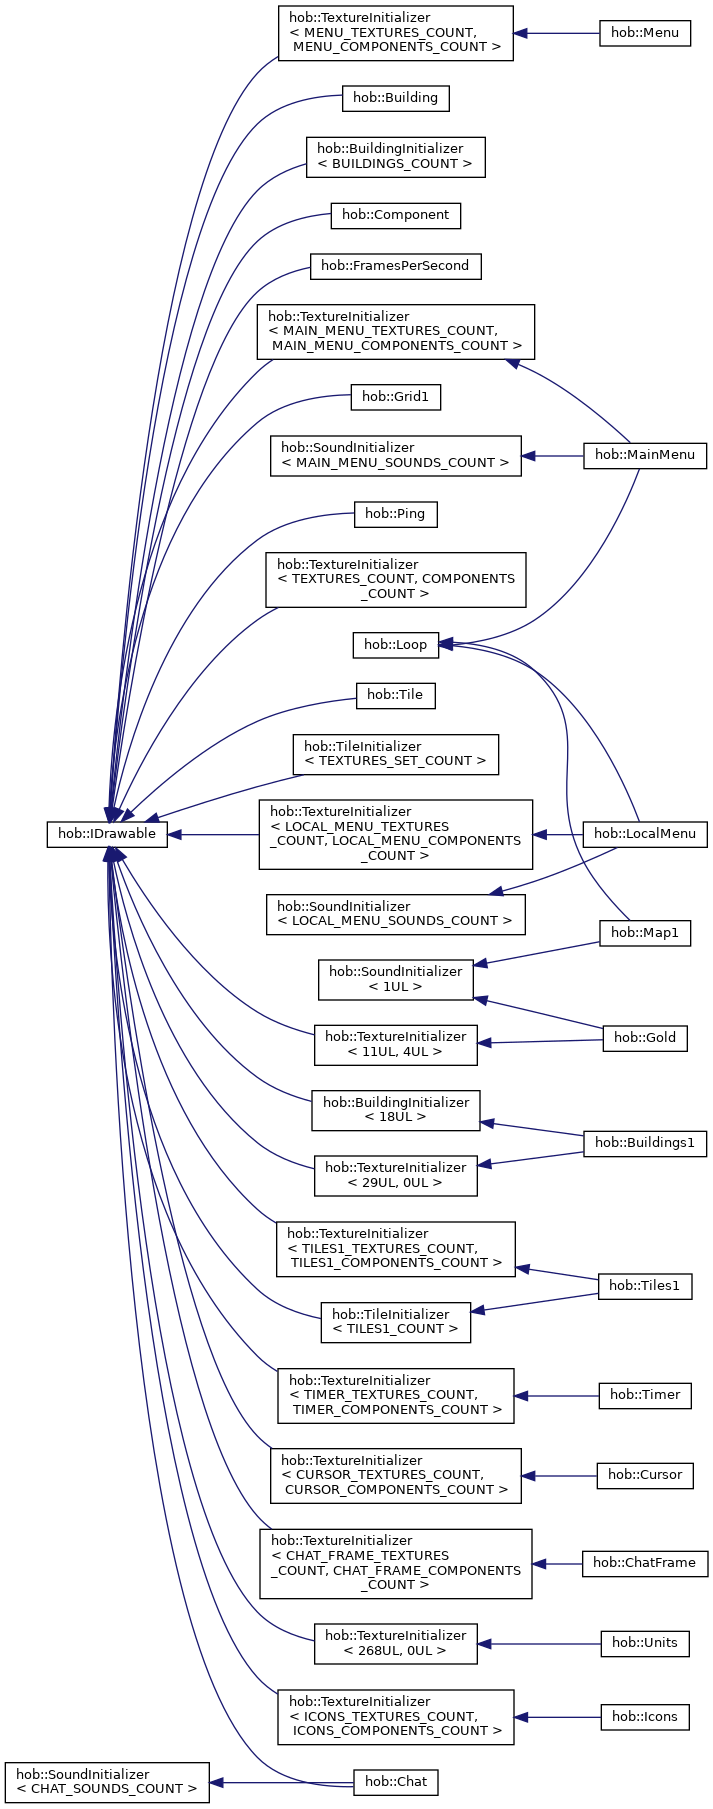 hob::TextureInitializer
< MENU_TEXTURES_COUNT,
MENU_COMPONENTS_COUNT >
hob::Menu
hob::Building
hob::BuildingInitializer
< BUILDINGS_COUNT >
hob::Component
hob::FramesPerSecond
hob::TextureInitializer
< MAIN_MENU_TEXTURES_COUNT,
MAIN_MENU_COMPONENTS_COUNT >
hob::Grid1
hob::SoundInitializer
< MAIN_MENU_SOUNDS_COUNT >
hob::MainMenu
hob::Ping
hob::TextureInitializer
< TEXTURES_COUNT, COMPONENTS
_COUNT >
hob::Loop
hob::Tile
hob::TileInitializer
< TEXTURES_SET_COUNT >
hob::IDrawable
hob::TextureInitializer
< LOCAL_MENU_TEXTURES
_COUNT, LOCAL_MENU_COMPONENTS
_COUNT >
hob::LocalMenu
hob::SoundInitializer
< LOCAL_MENU_SOUNDS_COUNT >
hob::Map1
hob::SoundInitializer
< 1UL >
hob::TextureInitializer
< 11UL, 4UL >
hob::Gold
hob::BuildingInitializer
< 18UL >
hob::Buildings1
hob::TextureInitializer
< 29UL, 0UL >
hob::TextureInitializer
< TILES1_TEXTURES_COUNT,
TILES1_COMPONENTS_COUNT >
hob::Tiles1
hob::TileInitializer
< TILES1_COUNT >
hob::TextureInitializer
< TIMER_TEXTURES_COUNT,
TIMER_COMPONENTS_COUNT >
hob::Timer
hob::TextureInitializer
< CURSOR_TEXTURES_COUNT,
CURSOR_COMPONENTS_COUNT >
hob::Cursor
hob::TextureInitializer
< CHAT_FRAME_TEXTURES
_COUNT, CHAT_FRAME_COMPONENTS
_COUNT >
hob::ChatFrame
hob::TextureInitializer
< 268UL, 0UL >
hob::Units
hob::TextureInitializer
< ICONS_TEXTURES_COUNT,
ICONS_COMPONENTS_COUNT >
hob::Icons
hob::SoundInitializer
< CHAT_SOUNDS_COUNT >
hob::Chat